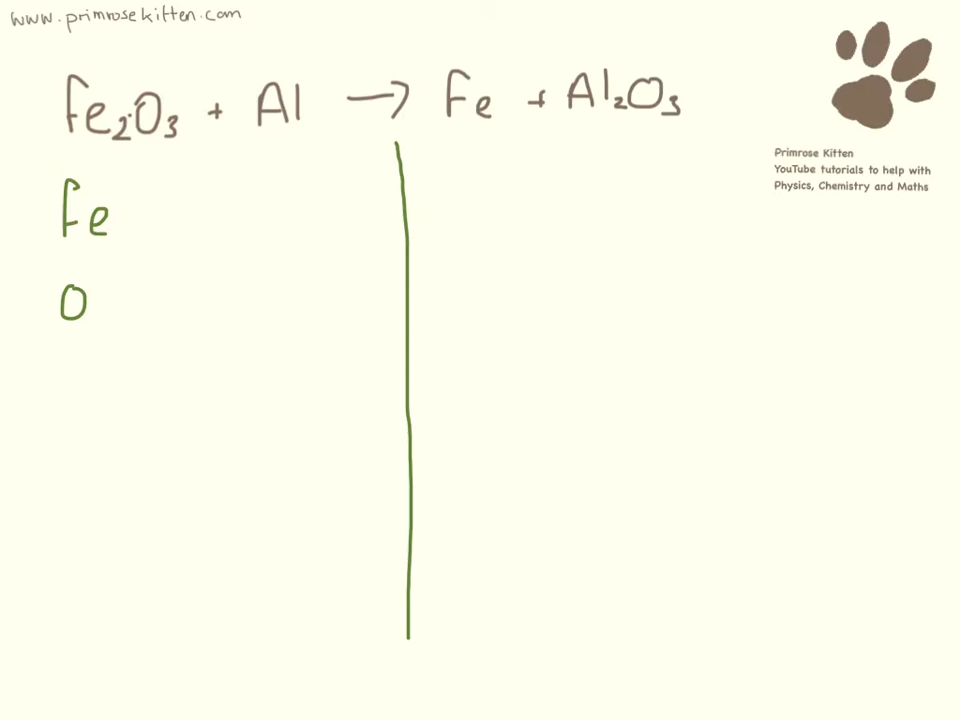 www.primrosekitten.com
Fe₂O₃ + Al → Fe + Al₂O₃
Primrose Kitten
YouTube tutorials to help with
Physics, Chemistry and Maths
Fe
O